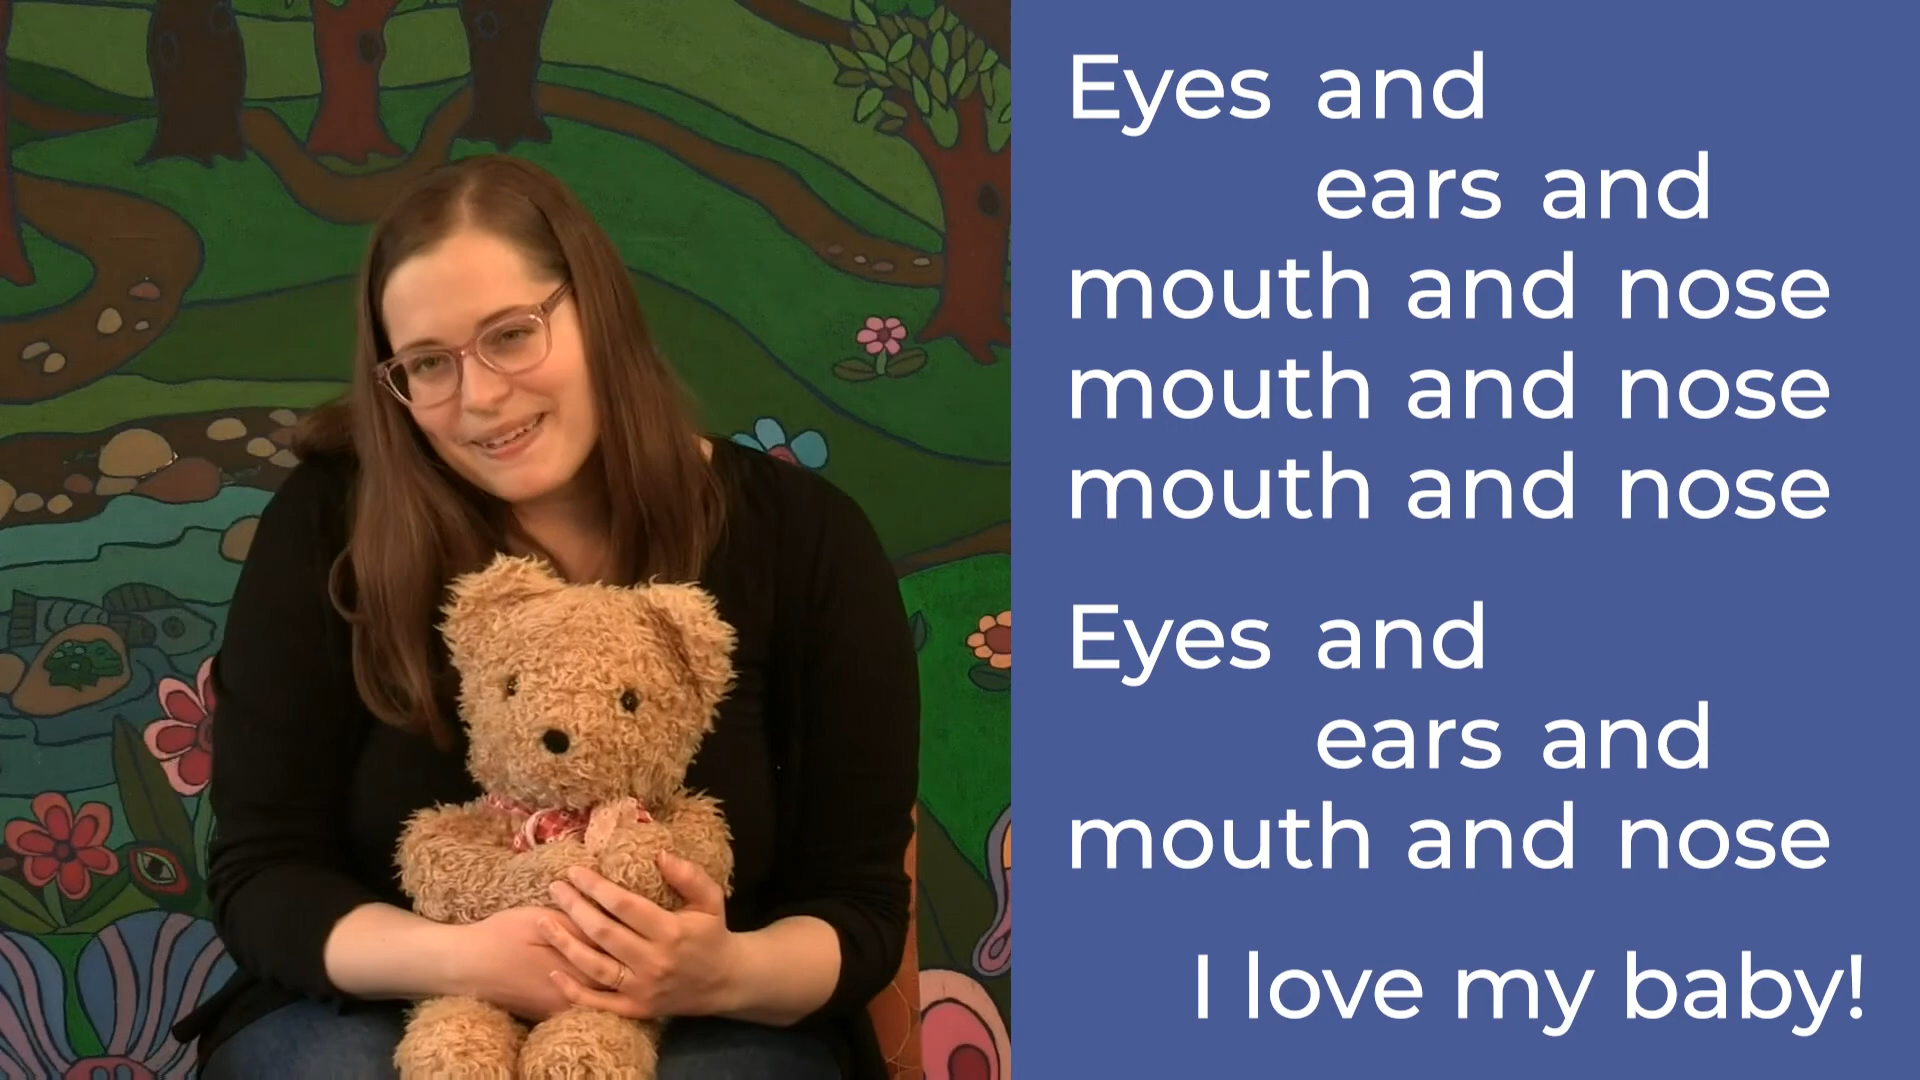 Eyes and
ears and
mouth and nose
mouth and nose
mouth and nose
Eyes and
ears and
mouth and nose
I love my baby!